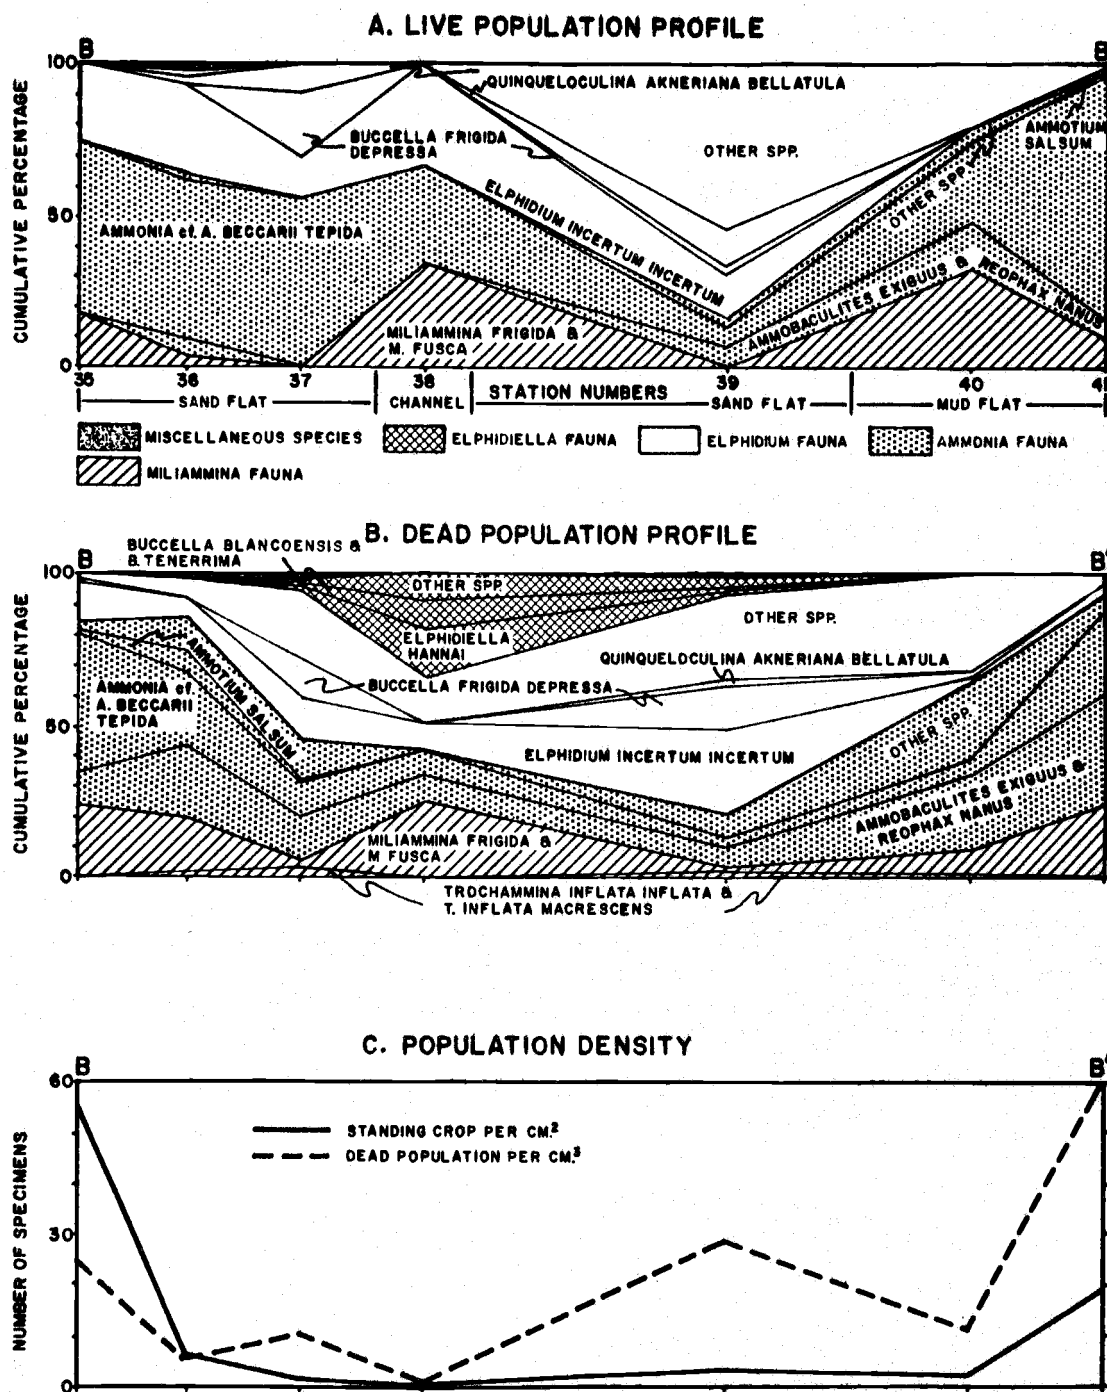 A. LIVE POPULATION PROFILE
B
B
100
50
0
CUMULATIVE PERCENTAGE
QUINQUELOCULINA AKNERIANA BELLATULA
BUCCELLA FRIGIDA
DEPRESSA
OTHER SPP.
AMMOTIUM
SALSUM
ELPHIDIUM INCERTUM INCERTUM
OTHER SPP.
AMMONIA cf. A. BECCARII TEPIDA
AMMOBACULITES EXIGUUS &
REOPHAX NANUS
MILIAMMINA FRIGIDA &
M. FUSCA
35 36 37 38 39 40 41
STATION NUMBERS
SAND FLAT CHANNEL SAND FLAT MUD FLAT
MISCELLANEOUS SPECIES ELPHIDIELLA FAUNA ELPHIDIUM FAUNA AMMONIA FAUNA
MILIAMMINA FAUNA
B. DEAD POPULATION PROFILE
BUCCELLA BLANCOENSIS &
B. TENERRIMA
B
B'
100
50
0
CUMULATIVE PERCENTAGE
OTHER SPP.
OTHER SPP.
ELPHIDIELLA
HANNAI
QUINQUELOCULINA AKNERIANA BELLATULA
BUCCELLA FRIGIDA DEPRESSA
AMMOTIUM SALSUM
AMMONIA cf.
A. BECCARII
TEPIDA
ELPHIDIUM INCERTUM INCERTUM
OTHER SPP.
AMMOBACULITES EXIGUUS &
REOPHAX NANUS
MILIAMMINA FRIGIDA &
M FUSCA
TROCHAMMINA INFLATA INFLATA &
T. INFLATA MACRESCENS
C. POPULATION DENSITY
B
B'
60
30
0
NUMBER OF SPECIMENS
STANDING CROP PER CM.²
DEAD POPULATION PER CM.³